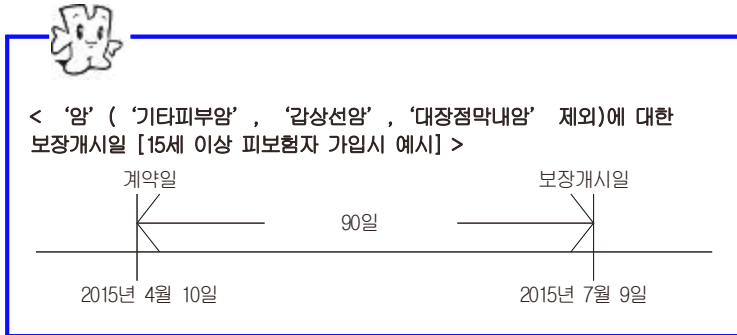 < ‘암’ ( ‘기타피부암’ , ‘갑상선암’ , ‘대장점막내암’ 제외)에 대한
보장개시일 [15세 이상 피보험자 가입시 예시] >
계약일 보장개시일
90일
2015년 4월 10일 2015년 7월 9일